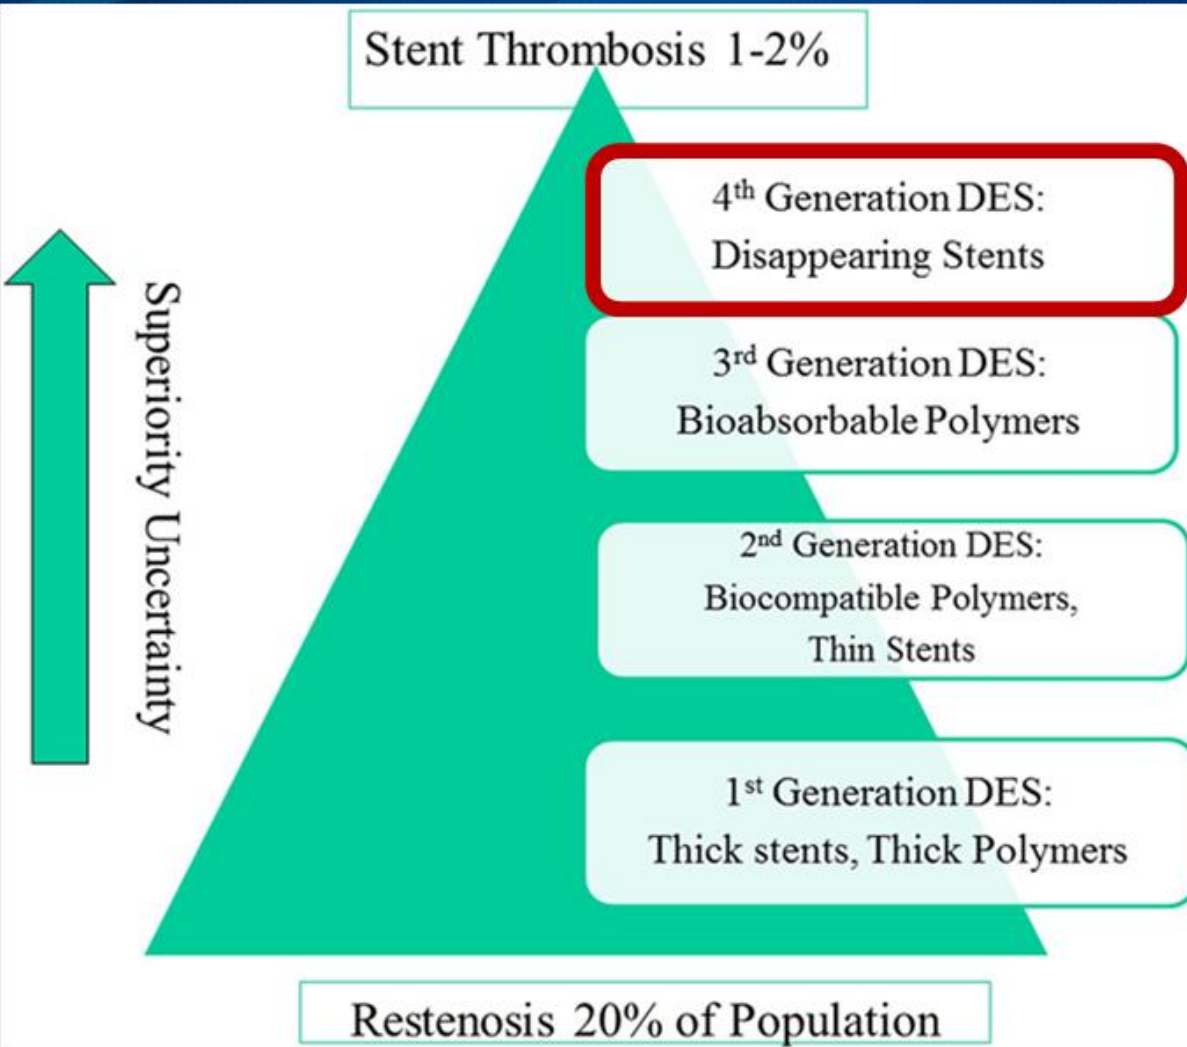 Stent Thrombosis 1-2%
4th Generation DES:
Disappearing Stents
3rd Generation DES:
Bioabsorbable Polymers
Superiority Uncertainty
2nd Generation DES:
Biocompatible Polymers,
Thin Stents
1st Generation DES:
Thick stents, Thick Polymers
Restenosis 20% of Population